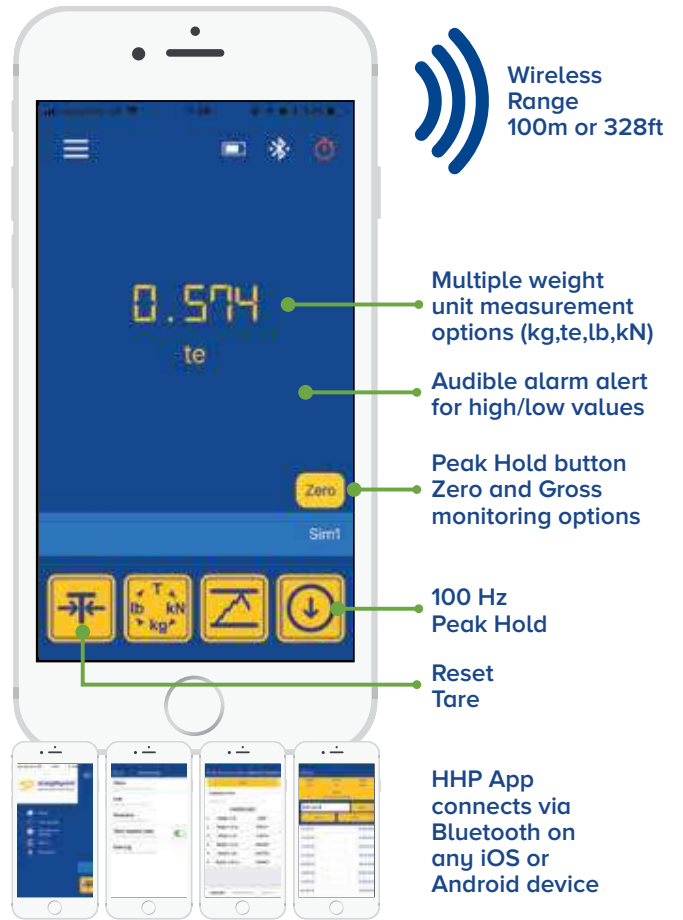 Wireless
Range
100m or 328ft
0.574
te
Multiple weight
unit measurement
options (kg,te,lb,kN)
Audible alarm alert
for high/low values
Zero
Peak Hold button
Zero and Gross
monitoring options
Sim1
T
lb kN
kg
100 Hz
Peak Hold
Reset
Tare
HHP App
connects via
Bluetooth on
any iOS or
Android device